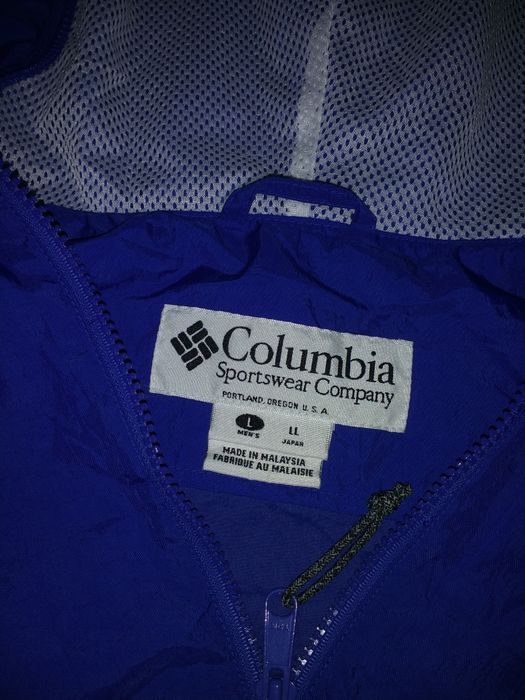 Columbia
Sportswear Company
PORTLAND, OREGON U. S. A.
L LL
MEN'S JAPAN
MADE IN MALAYSIA
FABRIQUE AU MALAISIE